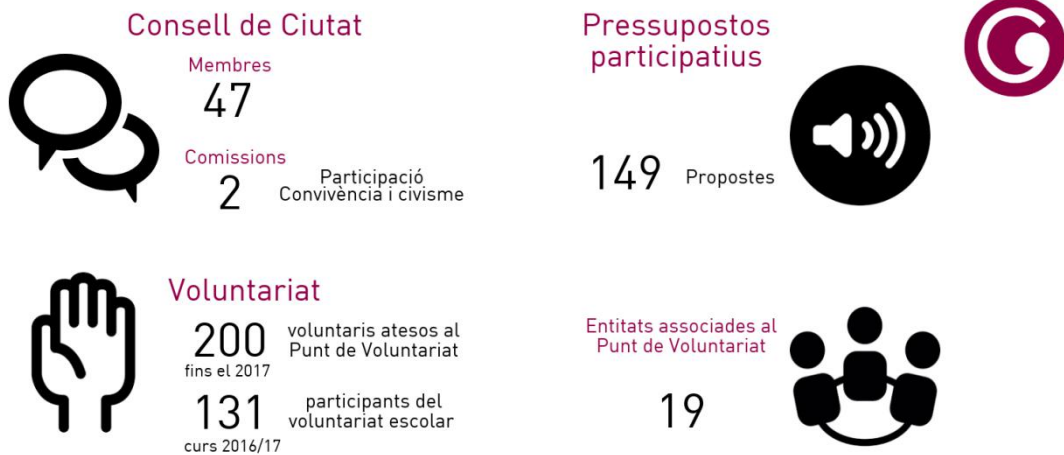 Consell de Ciutat
Membres
47
Comissions
2
Participació
Convivència i civisme
Pressupostos
participatius
149 Propostes
Voluntariat
200
fins el 2017
voluntaris atesos al
Punt de Voluntariat
131
curs 2016/17
participants del
voluntariat escolar
Entitats associades al
Punt de Voluntariat
19